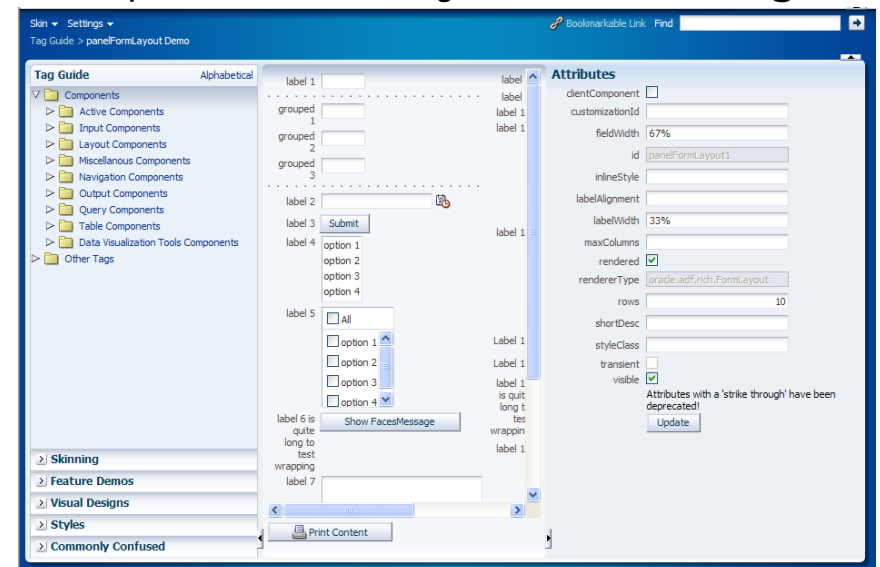 Skin Settings Bookmarkable Link Find
Tag Guide > panelFormLayout Demo
Tag Guide Alphabetical
Components
Active Components
Input Components
Layout Components
Miscellanous Components
Navigation Components
Output Components
Query Components
Table Components
Data Visualization Tools Components
Other Tags
Skinning
Feature Demos
Visual Designs
Styles
Commonly Confused
label 1
grouped
1
grouped
2
grouped
3
label 2
label 3 Submit
label 4
option 1
option 2
option 3
option 4
label 5
All
option 1
option 2
option 3
option 4
label 6 is
quite
long to
test
wrapping
Show FacesMessage
label 7
label
label
label 1
label 1
label 1
Label 1
Label 1
label 1
is quit
long t
tes
wrappin
label 1
Print Content
Attributes
clientComponent
customizationId
fieldWidth 67%
id panelFormLayout1
inlineStyle
labelAlignment
labelWidth 33%
maxColumns
rendered
rendererType oracle.adf.rich.FormLayout
rows 10
shortDesc
styleClass
transient
visible
Attributes with a 'strike through' have been
deprecated!
Update